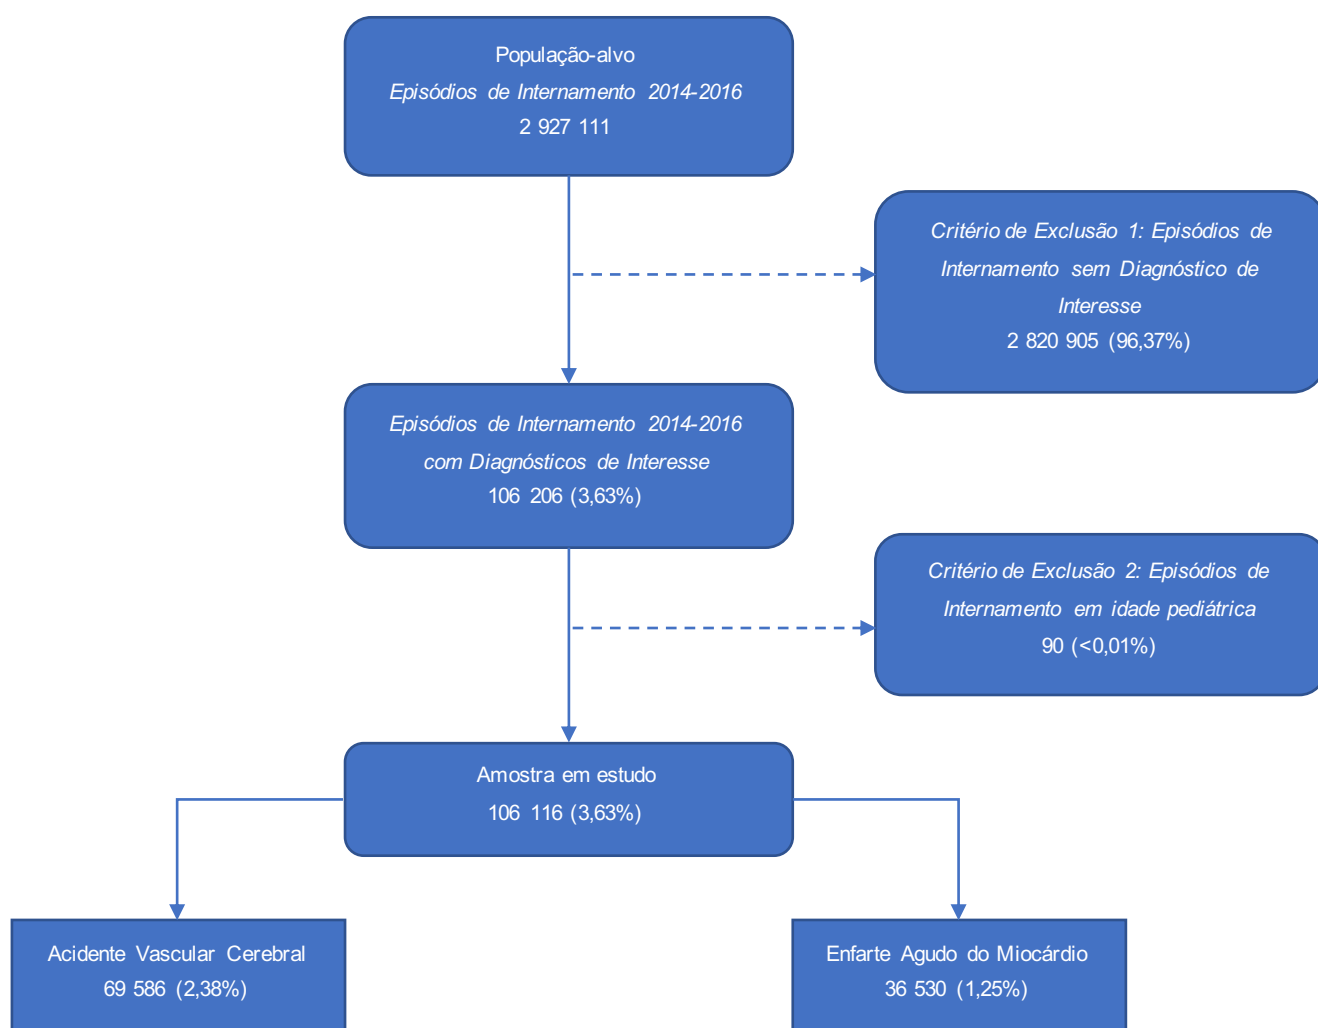 População-alvo
Episódios de Internamento 2014-2016
2 927 111
Critério de Exclusão 1: Episódios de
Internamento sem Diagnóstico de
Interesse
2 820 905 (96,37%)
Episódios de Internamento 2014-2016
com Diagnósticos de Interesse
106 206 (3,63%)
Critério de Exclusão 2: Episódios de
Internamento em idade pediátrica
90 (<0,01%)
Amostra em estudo
106 116 (3,63%)
Acidente Vascular Cerebral
69 586 (2,38%)
Enfarte Agudo do Miocárdio
36 530 (1,25%)